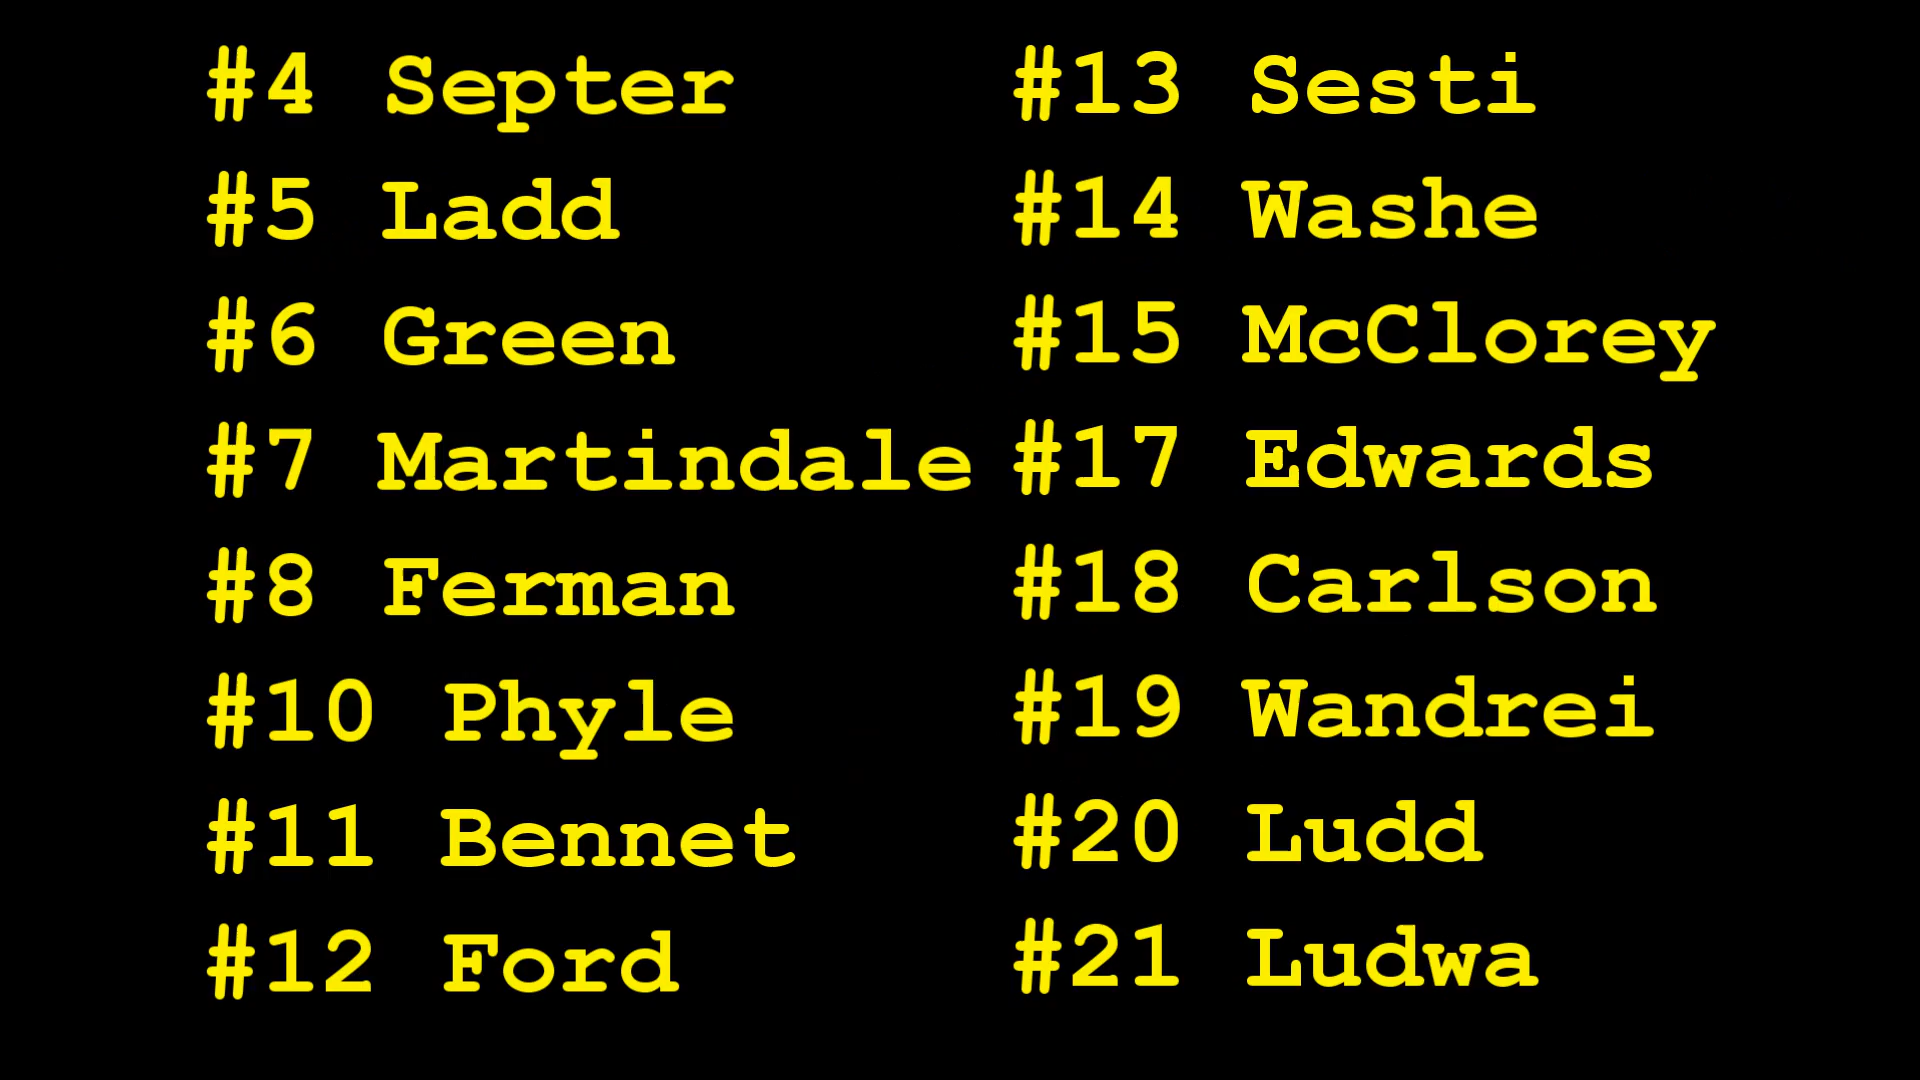 #4 Septer
#5 Ladd
#6 Green
#7 Martindale
#8 Ferman
#10 Phyle
#11 Bennet
#12 Ford
#13 Sesti
#14 Washe
#15 McClorey
#17 Edwards
#18 Carlson
#19 Wandrei
#20 Ludd
#21 Ludwa